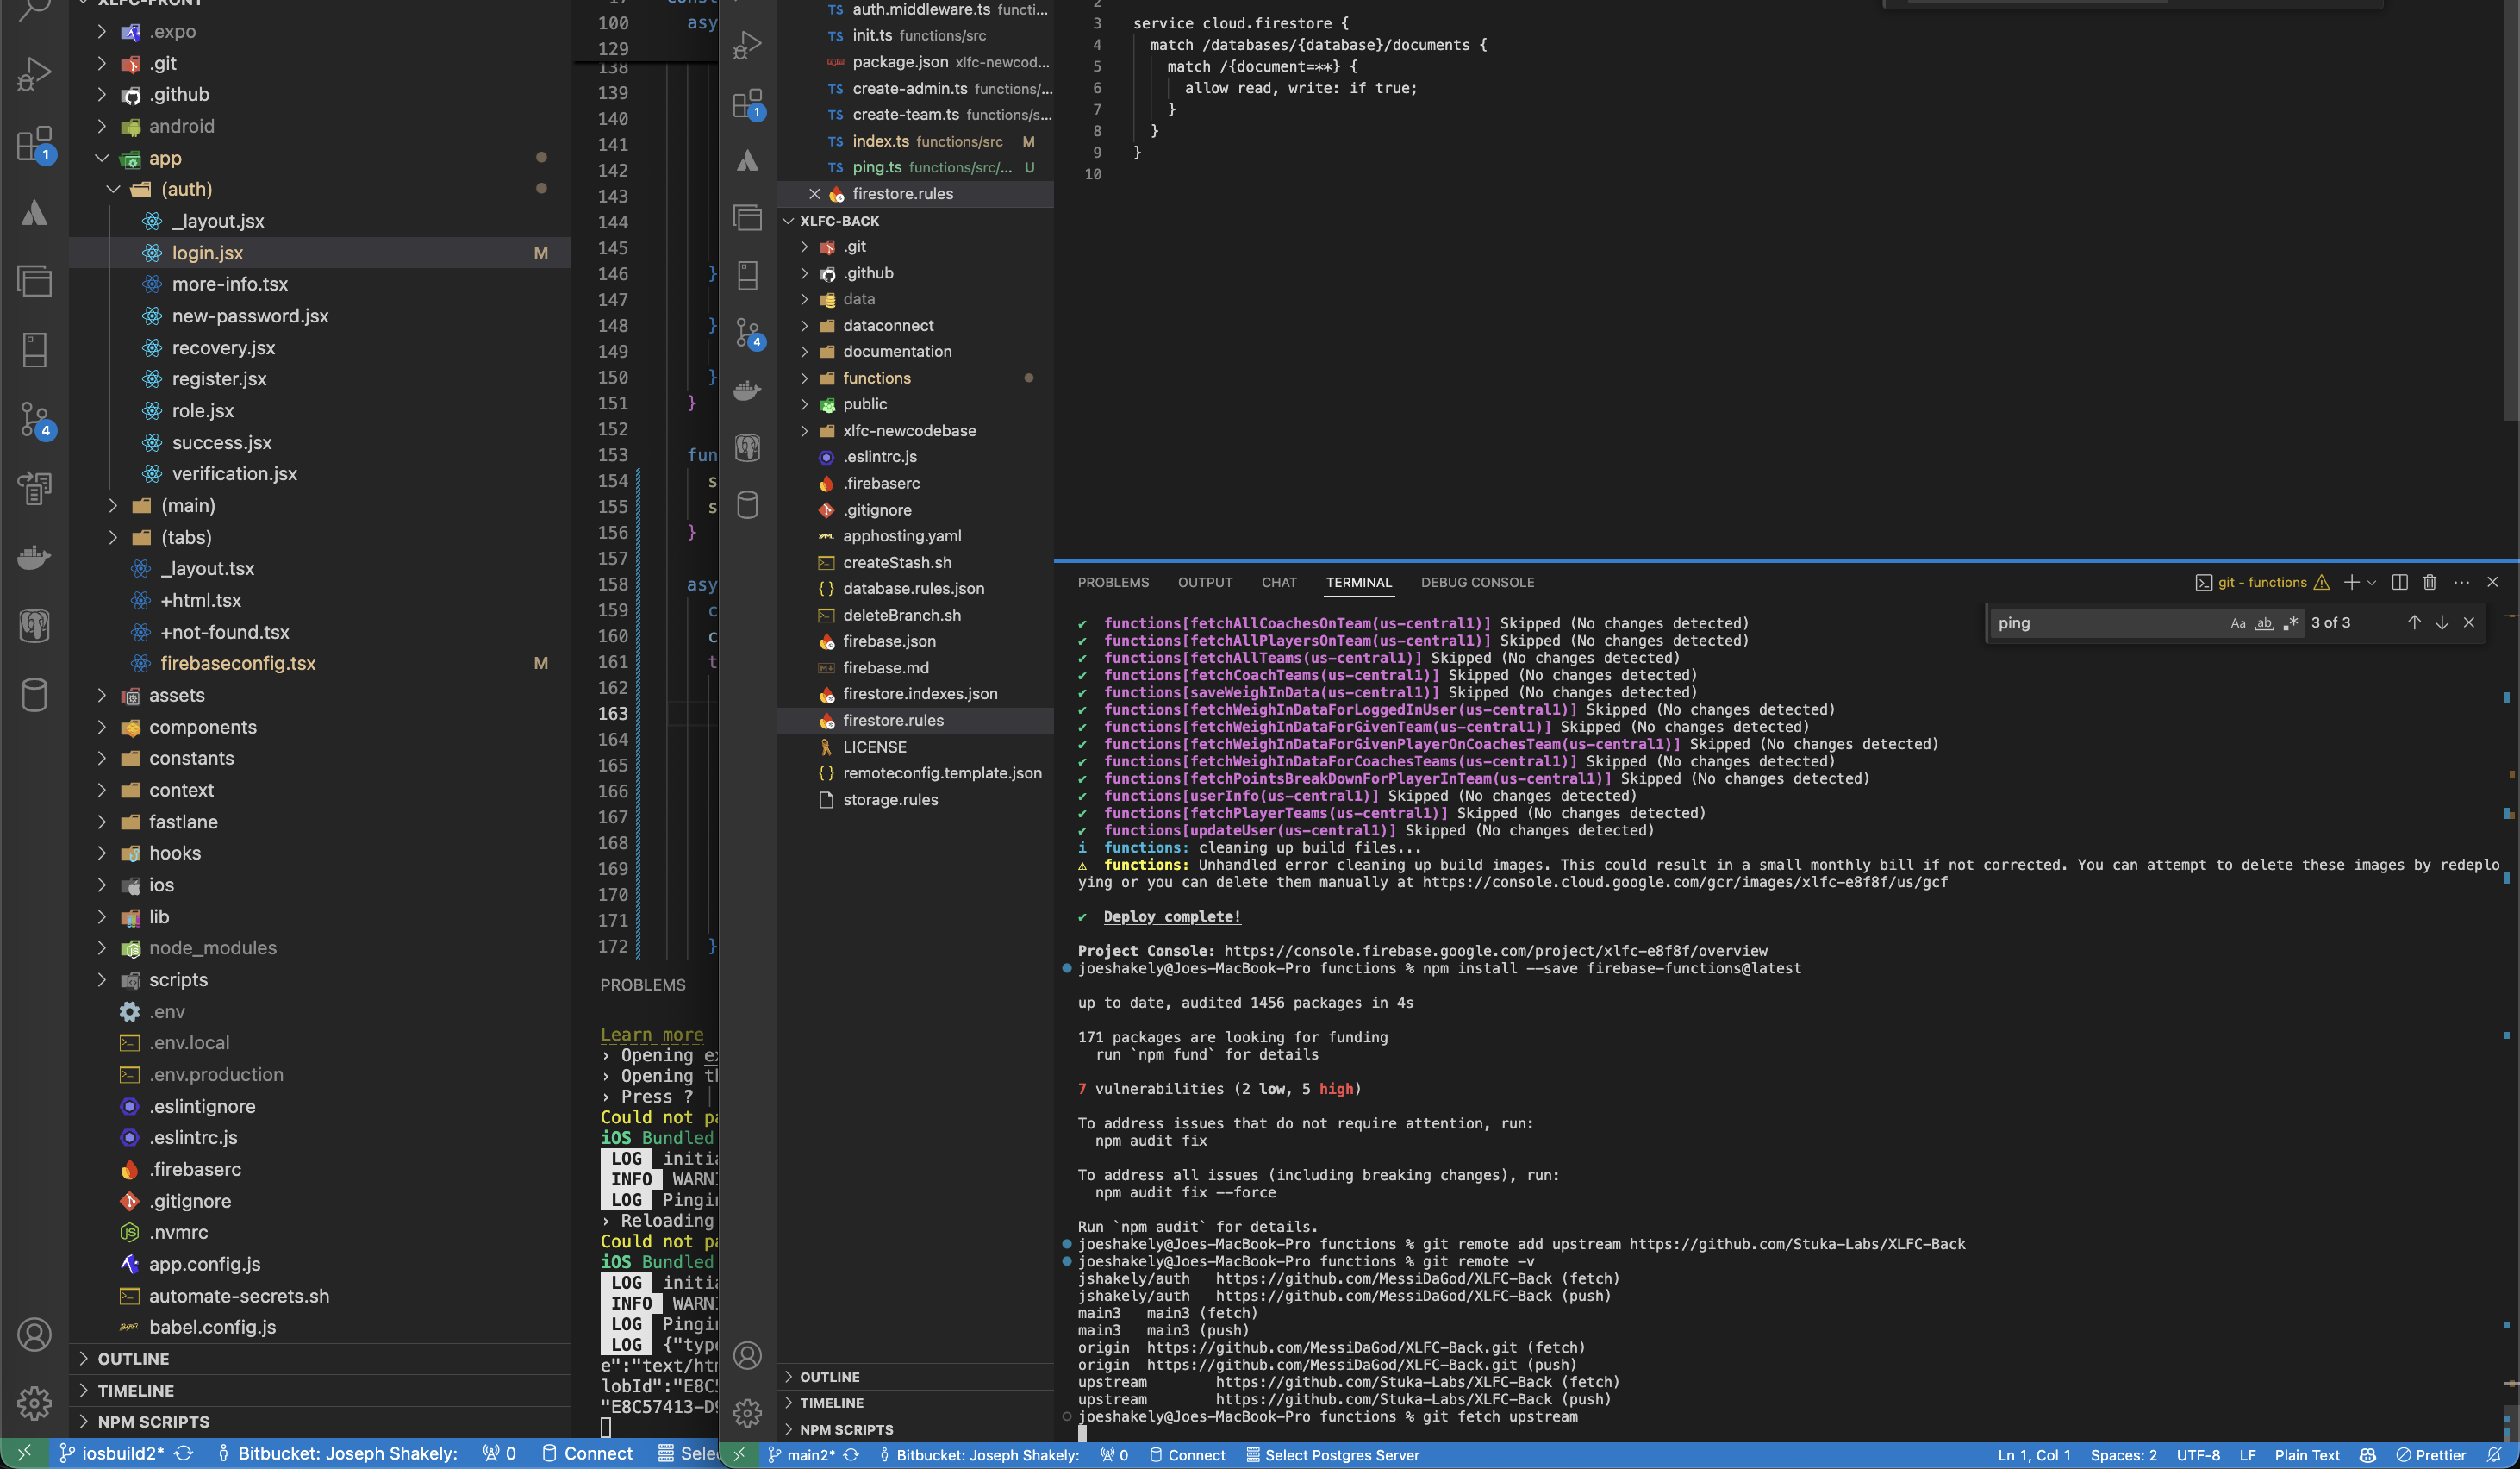 XLFC-FRONT
.expo
.git
.github
android
app
(auth)
_layout.jsx
login.jsx M
more-info.tsx
new-password.jsx
recovery.jsx
register.jsx
role.jsx
success.jsx
verification.jsx
(main)
(tabs)
_layout.tsx
+html.tsx
+not-found.tsx
firebaseconfig.tsx M
assets
components
constants
context
fastlane
hooks
ios
lib
node_modules
scripts
.env
.env.local
.env.production
.eslintignore
.eslintrc.js
.firebaserc
.gitignore
.nvmrc
app.config.js
automate-secrets.sh
babel.config.js
OUTLINE
TIMELINE
NPM SCRIPTS
1
4
100 asy
129
138
139
140
141
142
143
144
145
146 }
147
148 }
149
150 }
151 }
152
153 fun
154 s
155 s
156 }
157
158 asy
159 c
160 c
161 t
162
163
164
165
166
167
168
169
170
171
172 }
PROBLEMS
Learn more
› Opening ex
› Opening th
› Press ? |
Could not pa
iOS Bundled
LOG initia
INFO WARNI
LOG Pingin
› Reloading
Could not pa
iOS Bundled
LOG initia
INFO WARNI
LOG Pingin
LOG {"type
e":"text/htm
lobId":"E8C5
"E8C57413-D9
iosbuild2* Bitbucket: Joseph Shakely: 0 Connect Selec
1
4
TS auth.middleware.ts functi...
TS init.ts functions/src
package.json xlfc-newcod...
TS create-admin.ts functions/...
TS create-team.ts functions/s...
TS index.ts functions/src M
TS ping.ts functions/src/... U
firestore.rules
XLFC-BACK
.git
.github
data
dataconnect
documentation
functions
public
xlfc-newcodebase
.eslintrc.js
.firebaserc
.gitignore
apphosting.yaml
createStash.sh
database.rules.json
deleteBranch.sh
firebase.json
firebase.md
firestore.indexes.json
firestore.rules
LICENSE
remoteconfig.template.json
storage.rules
OUTLINE
TIMELINE
NPM SCRIPTS
2
3 service cloud.firestore {
4 match /databases/{database}/documents {
5 match /{document=**} {
6 allow read, write: if true;
7 }
8 }
9 }
10
PROBLEMS OUTPUT CHAT TERMINAL DEBUG CONSOLE
git - functions
ping Aa ab .* 3 of 3
✔ functions[fetchAllCoachesOnTeam(us-central1)] Skipped (No changes detected)
✔ functions[fetchAllPlayersOnTeam(us-central1)] Skipped (No changes detected)
✔ functions[fetchAllTeams(us-central1)] Skipped (No changes detected)
✔ functions[fetchCoachTeams(us-central1)] Skipped (No changes detected)
✔ functions[saveWeighInData(us-central1)] Skipped (No changes detected)
✔ functions[fetchWeighInDataForLoggedInUser(us-central1)] Skipped (No changes detected)
✔ functions[fetchWeighInDataForGivenTeam(us-central1)] Skipped (No changes detected)
✔ functions[fetchWeighInDataForGivenPlayerOnCoachesTeam(us-central1)] Skipped (No changes detected)
✔ functions[fetchWeighInDataForCoachesTeams(us-central1)] Skipped (No changes detected)
✔ functions[fetchPointsBreakDownForPlayerInTeam(us-central1)] Skipped (No changes detected)
✔ functions[userInfo(us-central1)] Skipped (No changes detected)
✔ functions[fetchPlayerTeams(us-central1)] Skipped (No changes detected)
✔ functions[updateUser(us-central1)] Skipped (No changes detected)
i functions: cleaning up build files...
⚠ functions: Unhandled error cleaning up build images. This could result in a small monthly bill if not corrected. You can attempt to delete these images by redeplo
ying or you can delete them manually at https://console.cloud.google.com/gcr/images/xlfc-e8f8f/us/gcf
✔ Deploy complete!
Project Console: https://console.firebase.google.com/project/xlfc-e8f8f/overview
joeshakely@Joes-MacBook-Pro functions % npm install --save firebase-functions@latest
up to date, audited 1456 packages in 4s
171 packages are looking for funding
run `npm fund` for details
7 vulnerabilities (2 low, 5 high)
To address issues that do not require attention, run:
npm audit fix
To address all issues (including breaking changes), run:
npm audit fix --force
Run `npm audit` for details.
joeshakely@Joes-MacBook-Pro functions % git remote add upstream https://github.com/Stuka-Labs/XLFC-Back
joeshakely@Joes-MacBook-Pro functions % git remote -v
jshakely/auth https://github.com/MessiDaGod/XLFC-Back (fetch)
jshakely/auth https://github.com/MessiDaGod/XLFC-Back (push)
main3 main3 (fetch)
main3 main3 (push)
origin https://github.com/MessiDaGod/XLFC-Back.git (fetch)
origin https://github.com/MessiDaGod/XLFC-Back.git (push)
upstream https://github.com/Stuka-Labs/XLFC-Back (fetch)
upstream https://github.com/Stuka-Labs/XLFC-Back (push)
joeshakely@Joes-MacBook-Pro functions % git fetch upstream
main2* Bitbucket: Joseph Shakely: 0 Connect Select Postgres Server
Ln 1, Col 1 Spaces: 2 UTF-8 LF Plain Text Prettier